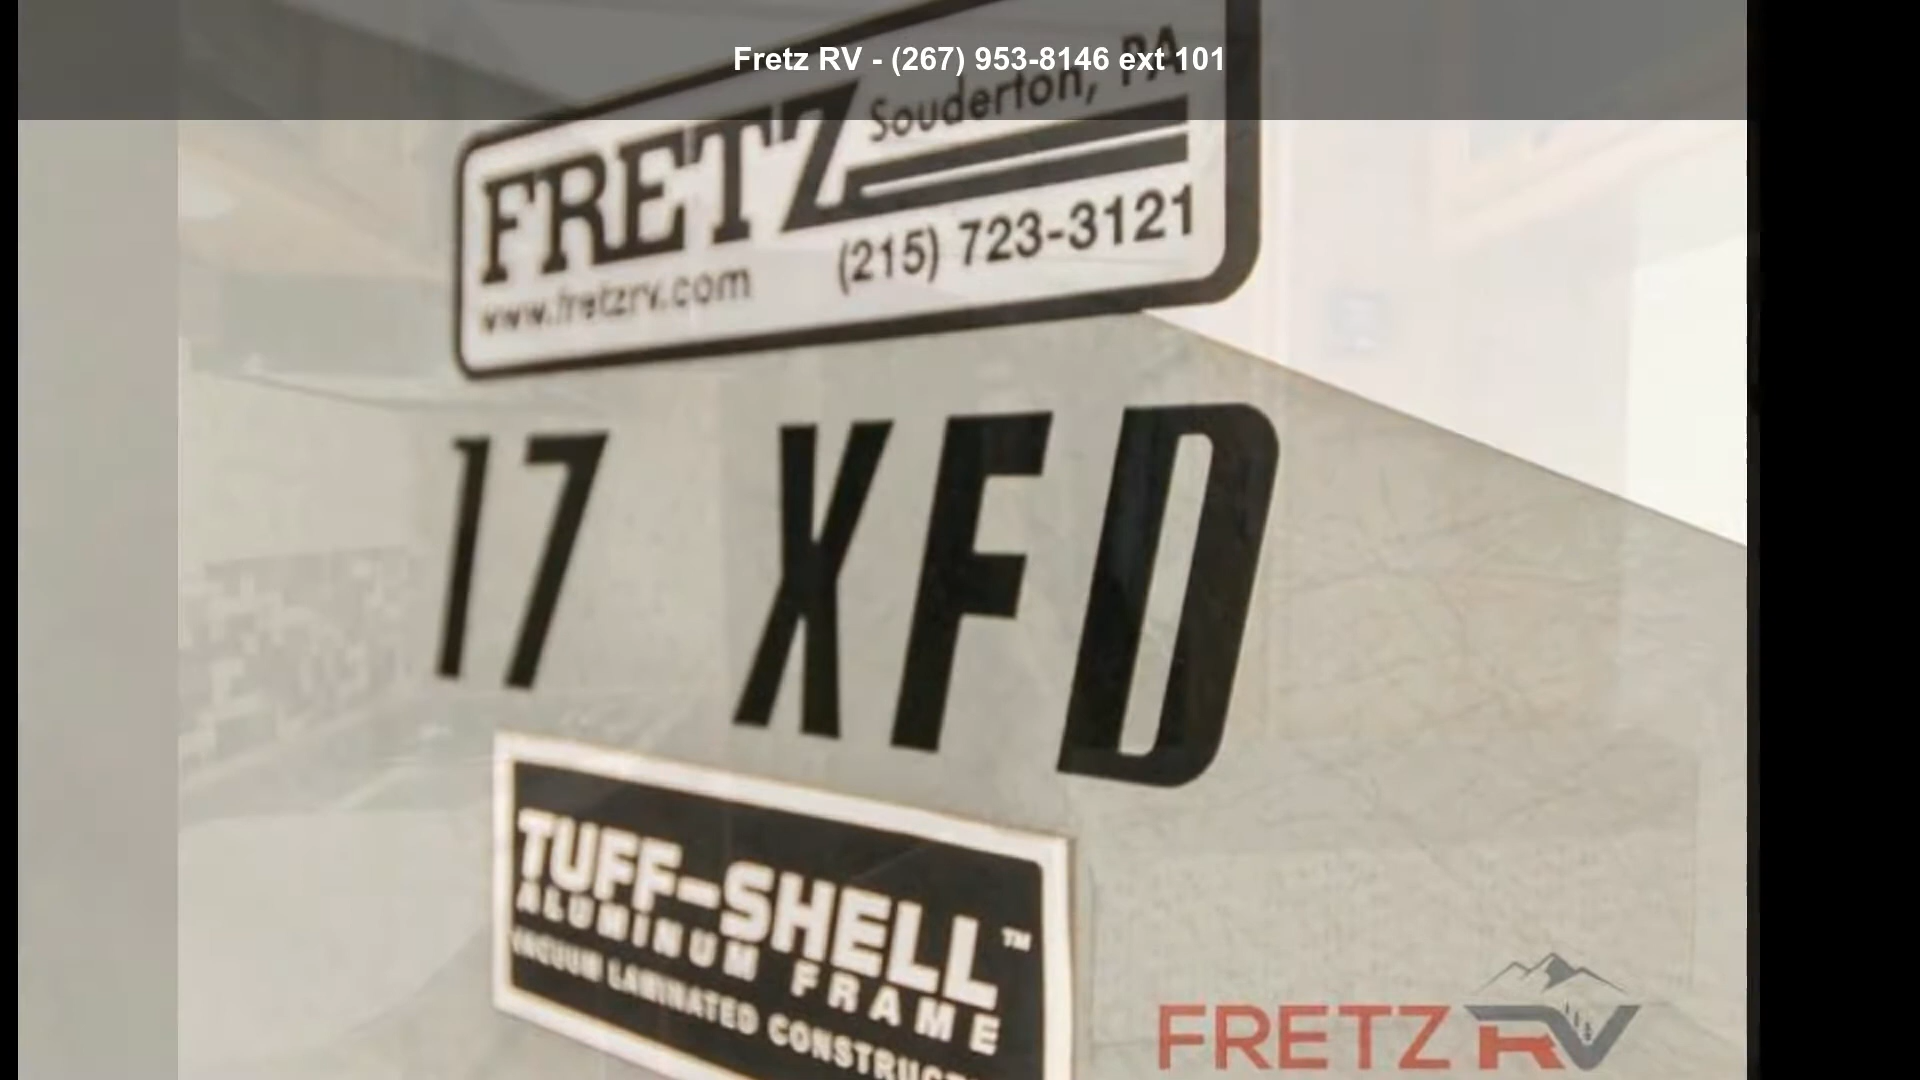 Fretz RV - (267) 953-8146 ext 101
FRETZ Souderton, PA
www.fretzrv.com (215) 723-3121
17 XFD
TUFF-SHELL™
ALUMINUM FRAME
VACUUM LAMINATED
FRETZ RV